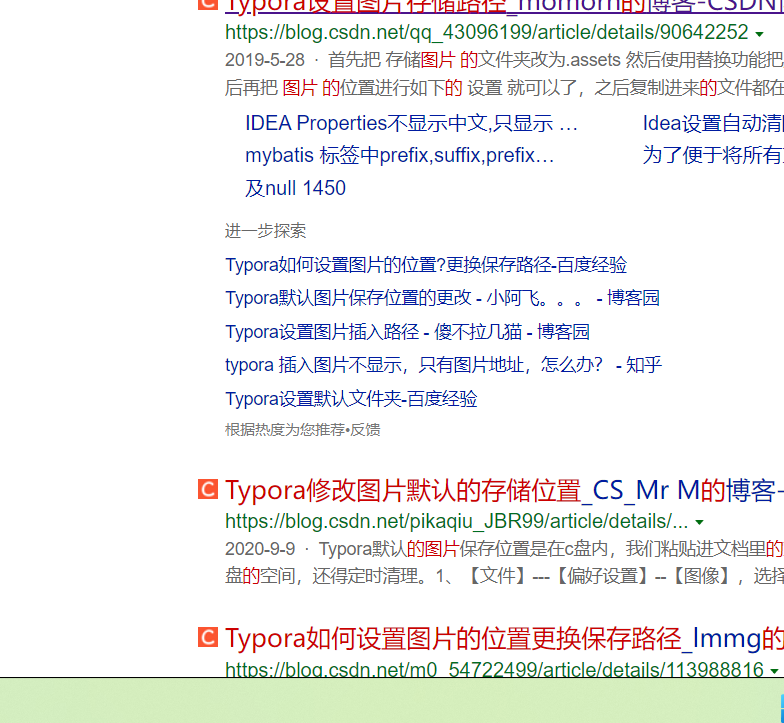 Typora设置图片存储路径_momorn的博客-CSDN
https://blog.csdn.net/qq_43096199/article/details/90642252
2019-5-28 · 首先把 存储图片 的文件夹改为.assets 然后使用替换功能把
后再把 图片 的位置进行如下的 设置 就可以了，之后复制进来的文件都在
IDEA Properties不显示中文,只显示 …
Idea设置自动清
mybatis 标签中prefix,suffix,prefix…
为了便于将所有
及null 1450
进一步探索
Typora如何设置图片的位置?更换保存路径-百度经验
Typora默认图片保存位置的更改 - 小阿飞。。。 - 博客园
Typora设置图片插入路径 - 傻不拉几猫 - 博客园
typora 插入图片不显示，只有图片地址，怎么办？ - 知乎
Typora设置默认文件夹-百度经验
根据热度为您推荐•反馈
C Typora修改图片默认的存储位置_CS_Mr M的博客-
https://blog.csdn.net/pikaqiu_JBR99/article/details/...
2020-9-9 · Typora默认的图片保存位置是在c盘内，我们粘贴进文档里的
盘的空间，还得定时清理。1、【文件】---【偏好设置】--【图像】，选择
C Typora如何设置图片的位置更换保存路径_lmmg的
https://blog.csdn.net/m0_54722499/article/details/113988816